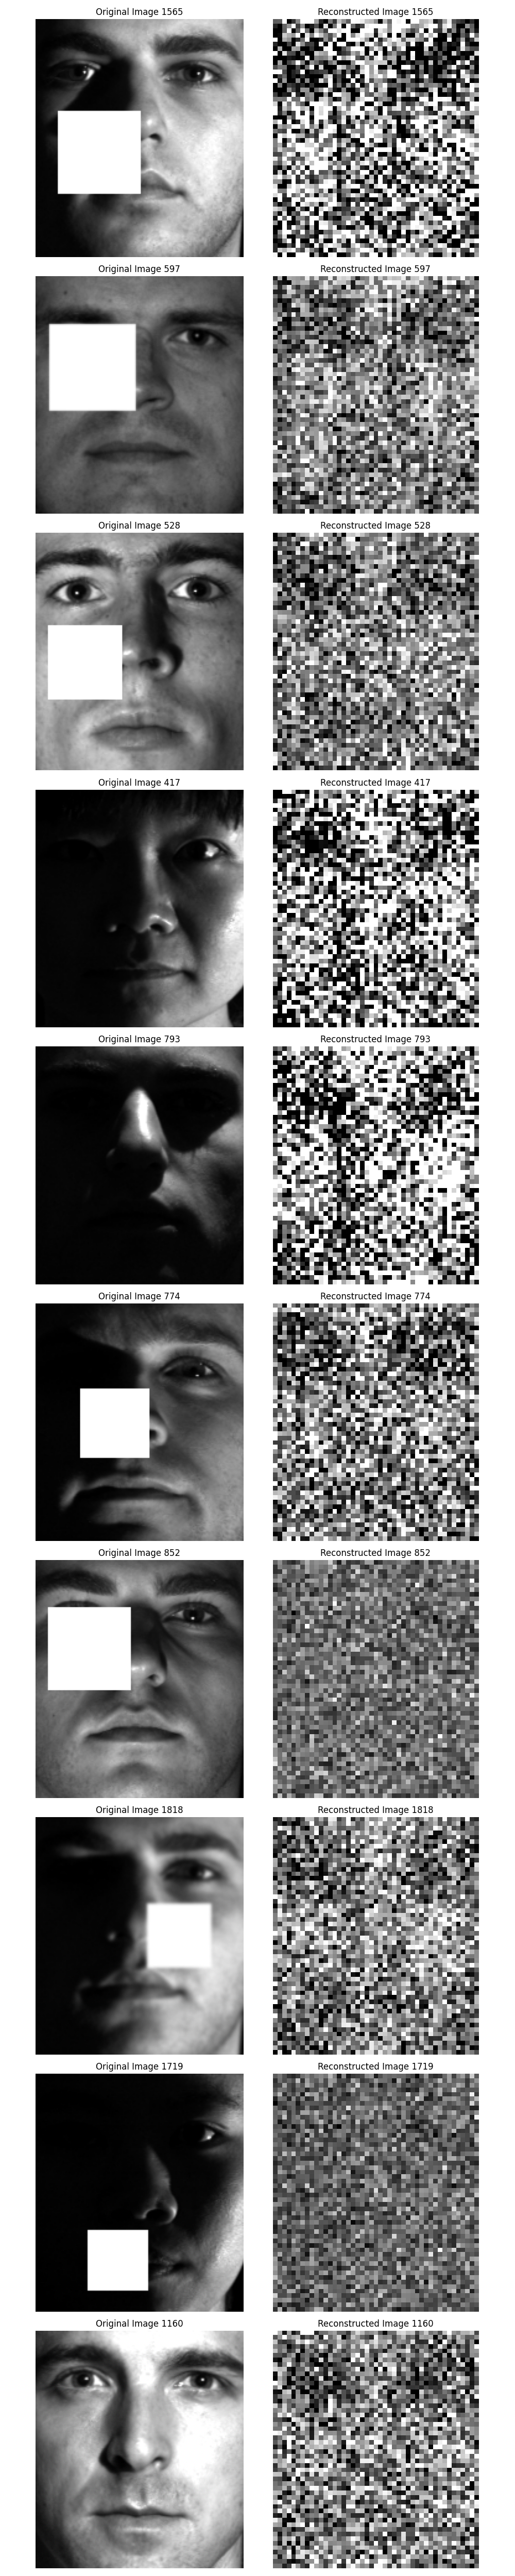 Original Image 1565 Reconstructed Image 1565
Original Image 597 Reconstructed Image 597
Original Image 528 Reconstructed Image 528
Original Image 417 Reconstructed Image 417
Original Image 793 Reconstructed Image 793
Original Image 774 Reconstructed Image 774
Original Image 852 Reconstructed Image 852
Original Image 1818 Reconstructed Image 1818
Original Image 1719 Reconstructed Image 1719
Original Image 1160 Reconstructed Image 1160